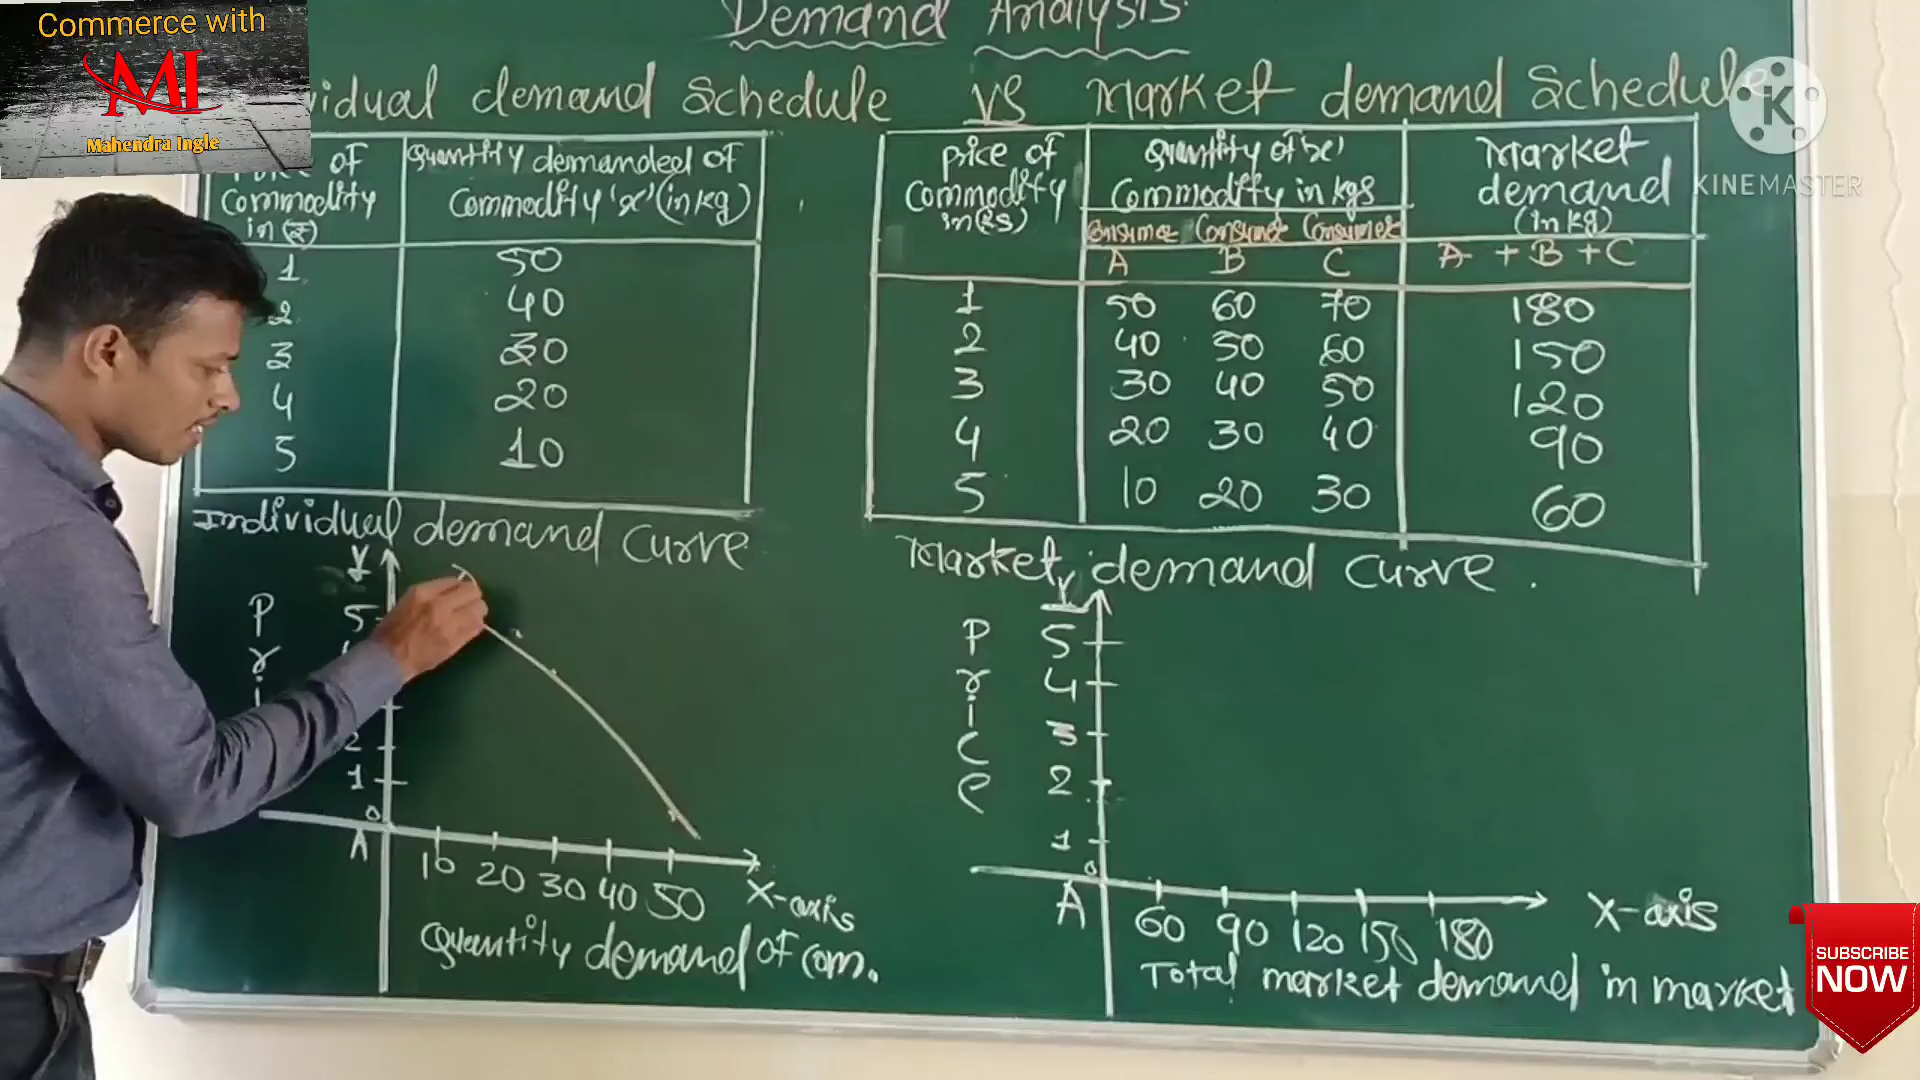 Commerce with
MI
Mahendra Ingle
Demand Analysis
vidual demand Schedule VS Market demand Schedule
K
KINEMASTER
of
Commodity
in (₹)
Quantity demanded of
Commodity 'x' (in kg)
1 50
2 40
3 30
4 20
5 10
Price of
Commodity
in (Rs)
Quantity of 'x'
Commodity in kgs
Consumer Consumer Consumer
A B C
Market
demand
(in kg)
A + B + C
1 50 60 70 180
2 40 50 60 150
3 30 40 50 120
4 20 30 40 90
5 10 20 30 60
Individual demand Curve
Y
P
r
i
5
2
1
0
A
10 20 30 40 50
X-axis
Quantity demand of com.
Market demand Curve .
Y
P
r
i
c
e
5
4
3
2
1
0
A
60 90 120 150 180
X-axis
Total market demand in market
SUBSCRIBE
NOW